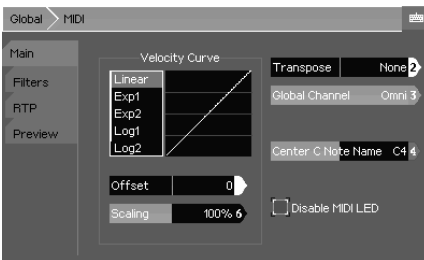 Global MIDI
Main
Filters
RTP
Preview
Velocity Curve
Linear
Exp1
Exp2
Log1
Log2
Offset 0
Scaling 100% 6
Transpose None 2
Global Channel Omni 3
Center C Note Name C4 4
Disable MIDI LED